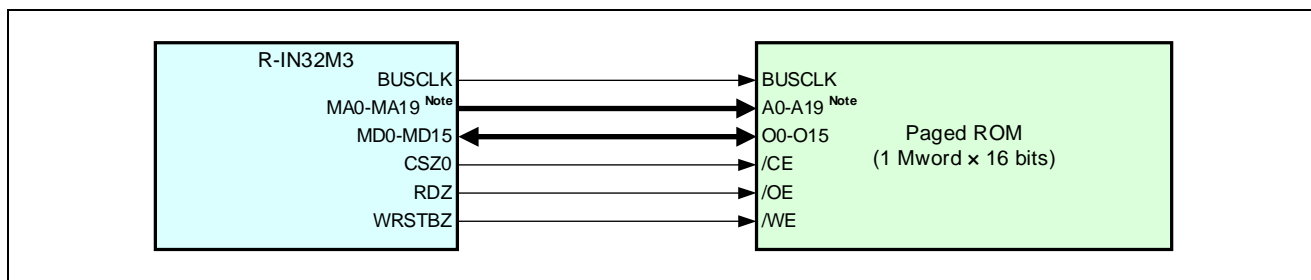 R-IN32M3
BUSCLK BUSCLK
MA0-MA19 Note A0-A19 Note
MD0-MD15 O0-O15
Paged ROM
(1 Mword × 16 bits)
CSZ0 /CE
RDZ /OE
WRSTBZ /WE